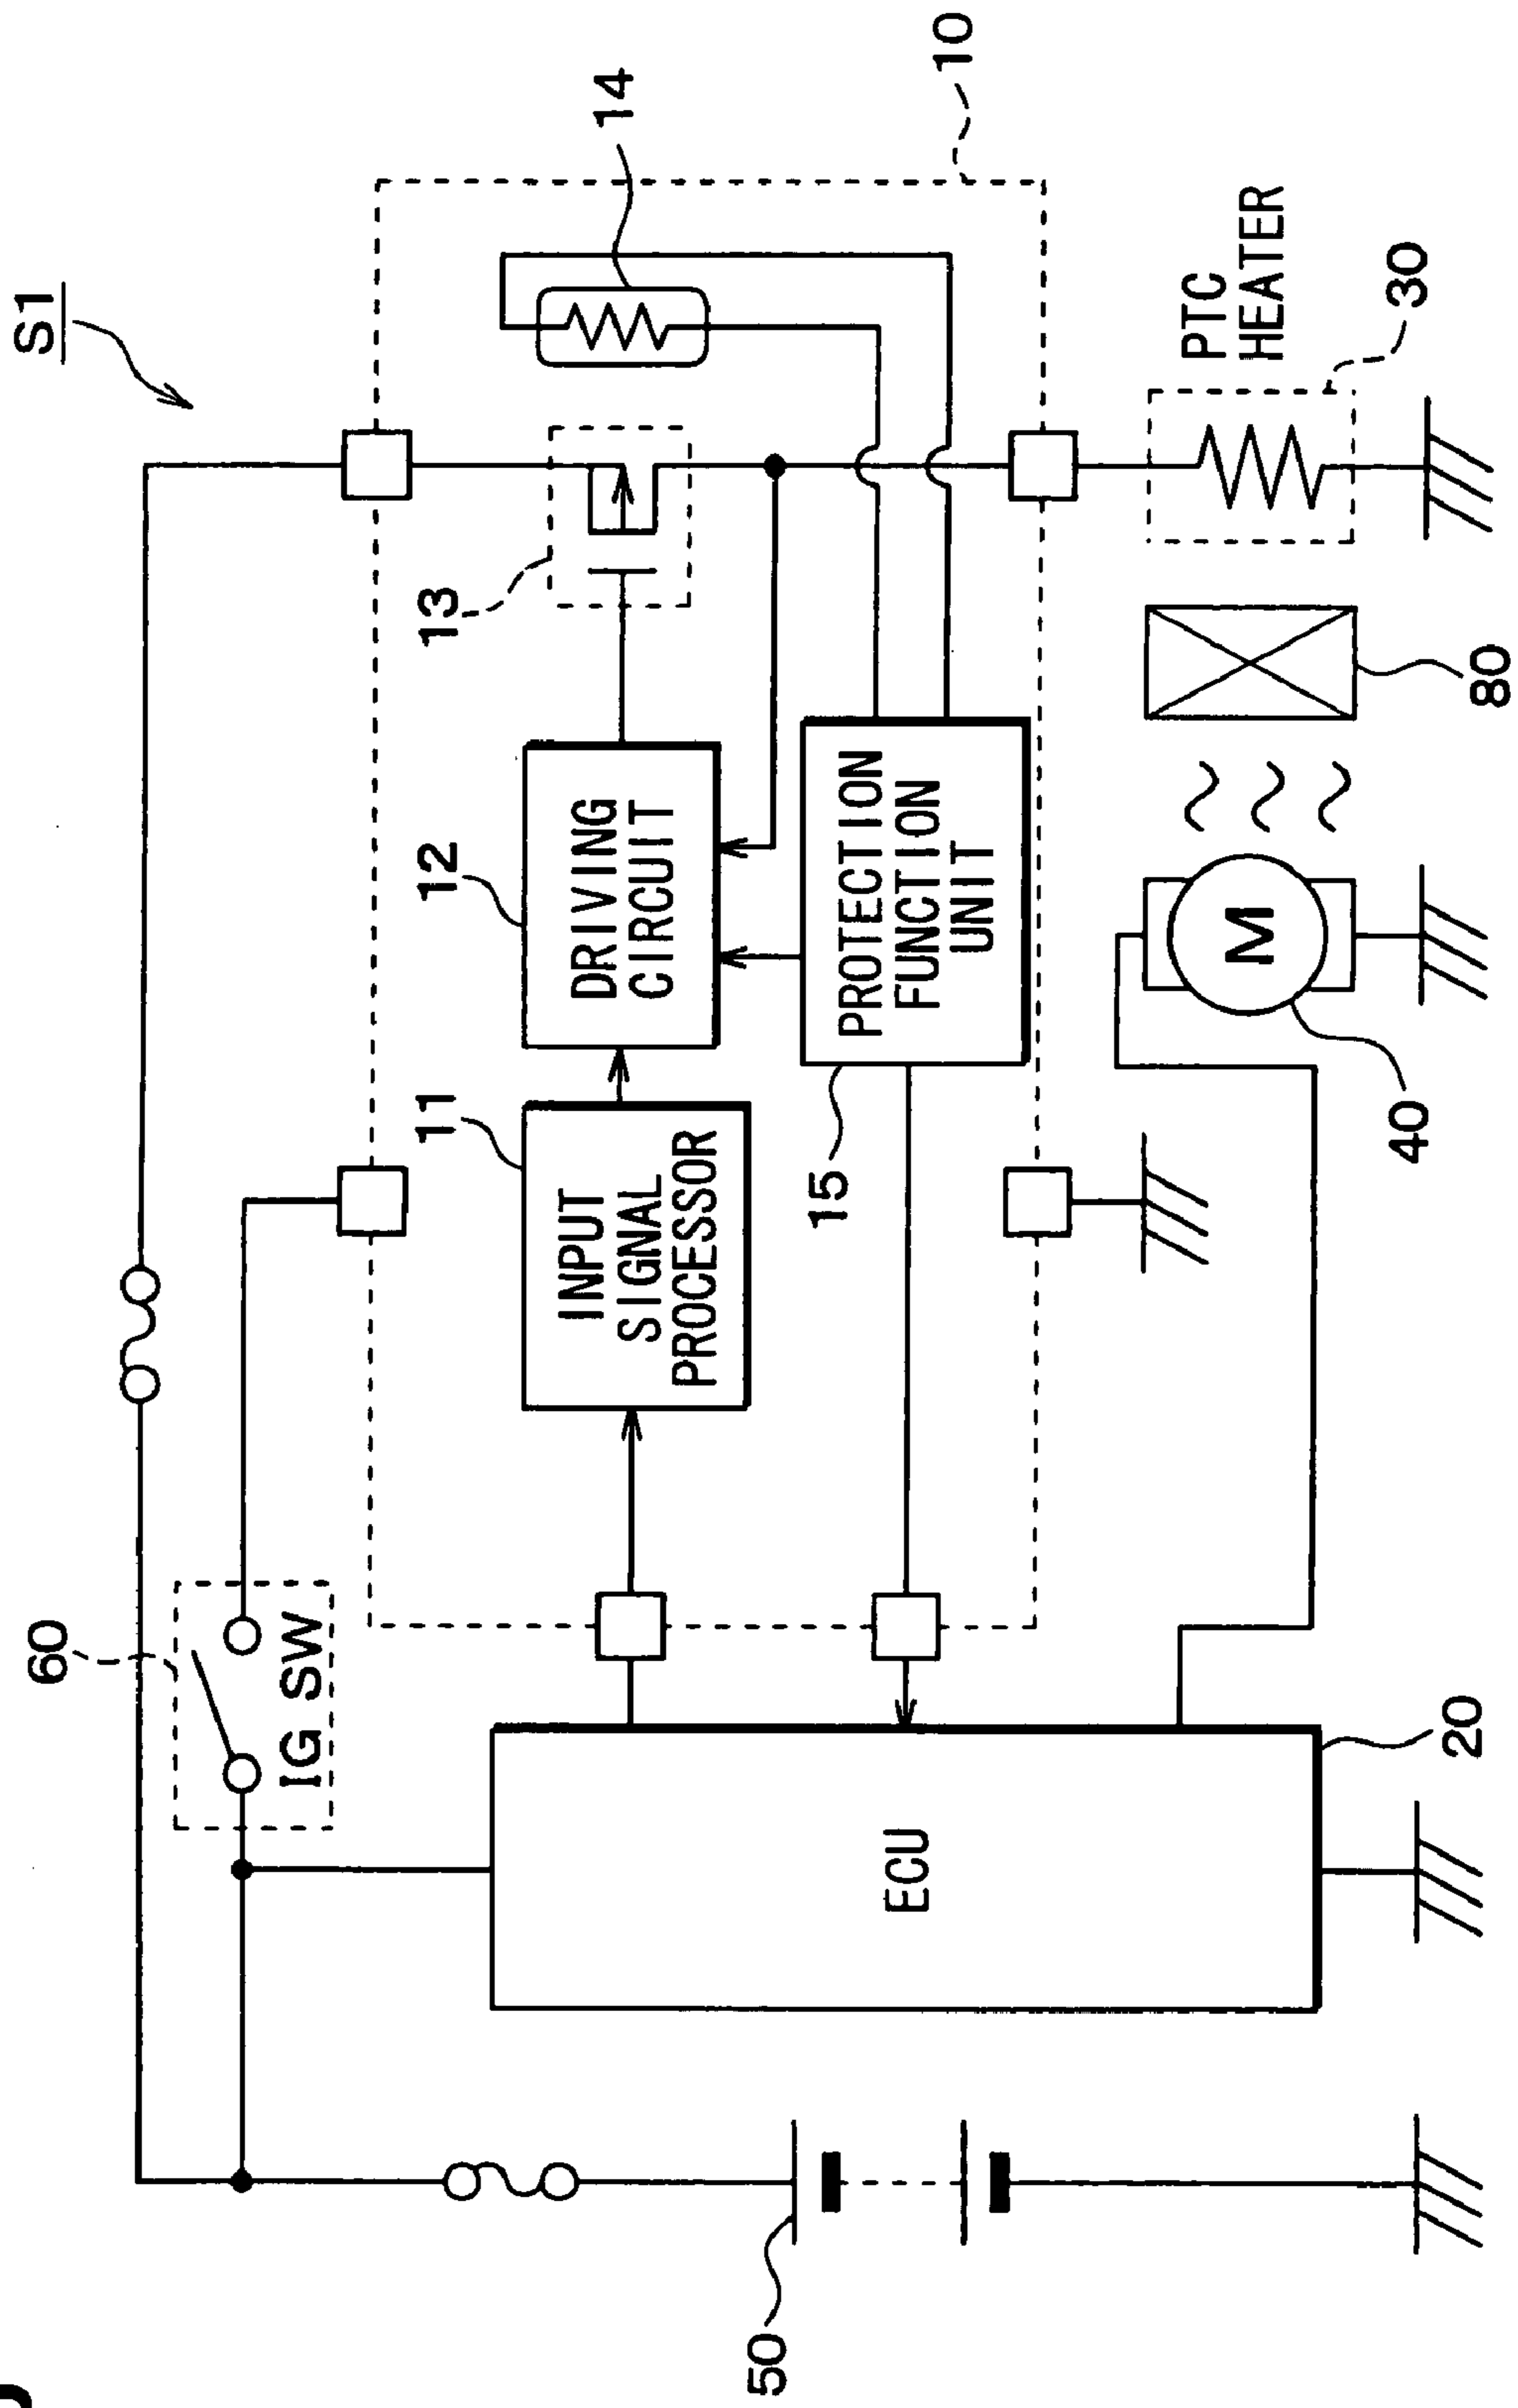 S1
60
IG SW
10
14
13
12
11
INPUT
SIGNAL
PROCESSOR
DRIVING
CIRCUIT
15
PROTECTION
FUNCTION
UNIT
PTC
HEATER
30
80
M
40
ECU
20
50